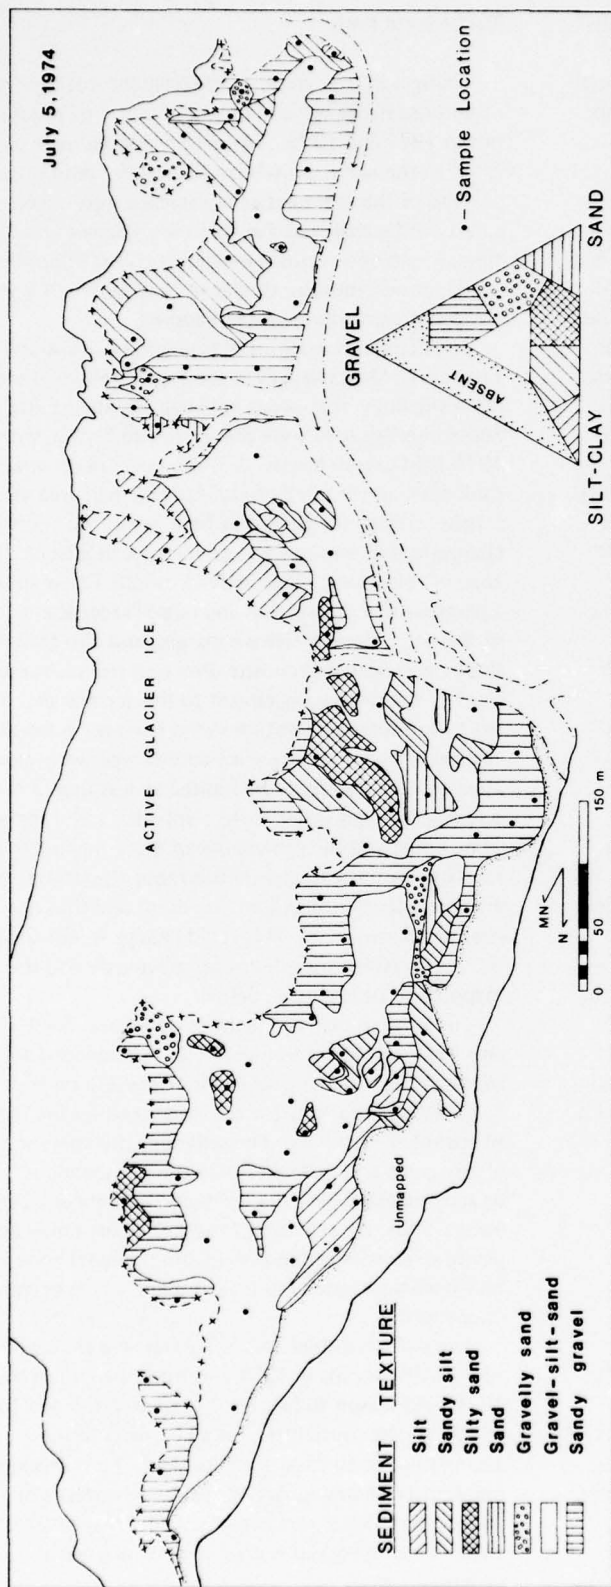 July 5, 1974
ACTIVE GLACIER ICE
Unmapped
SEDIMENT TEXTURE
Silt
Sandy silt
Silty sand
Sand
Gravelly sand
Gravel-silt-sand
Sandy gravel
MN
N
0 50 150 m
•-Sample Location
GRAVEL
ABSENT
SILT-CLAY
SAND